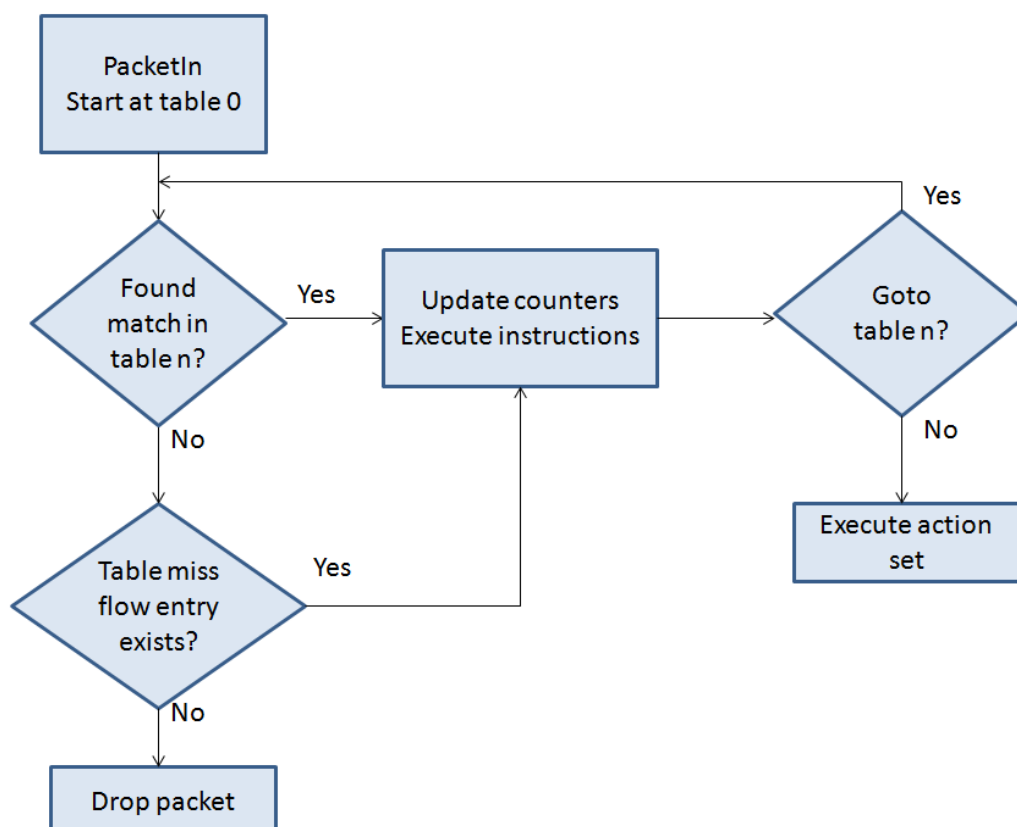 PacketIn
Start at table 0
Yes
Found
match in
table n?
Yes
Update counters
Execute instructions
Goto
table n?
No
No
Table miss
flow entry
exists?
Yes
Execute action
set
No
Drop packet